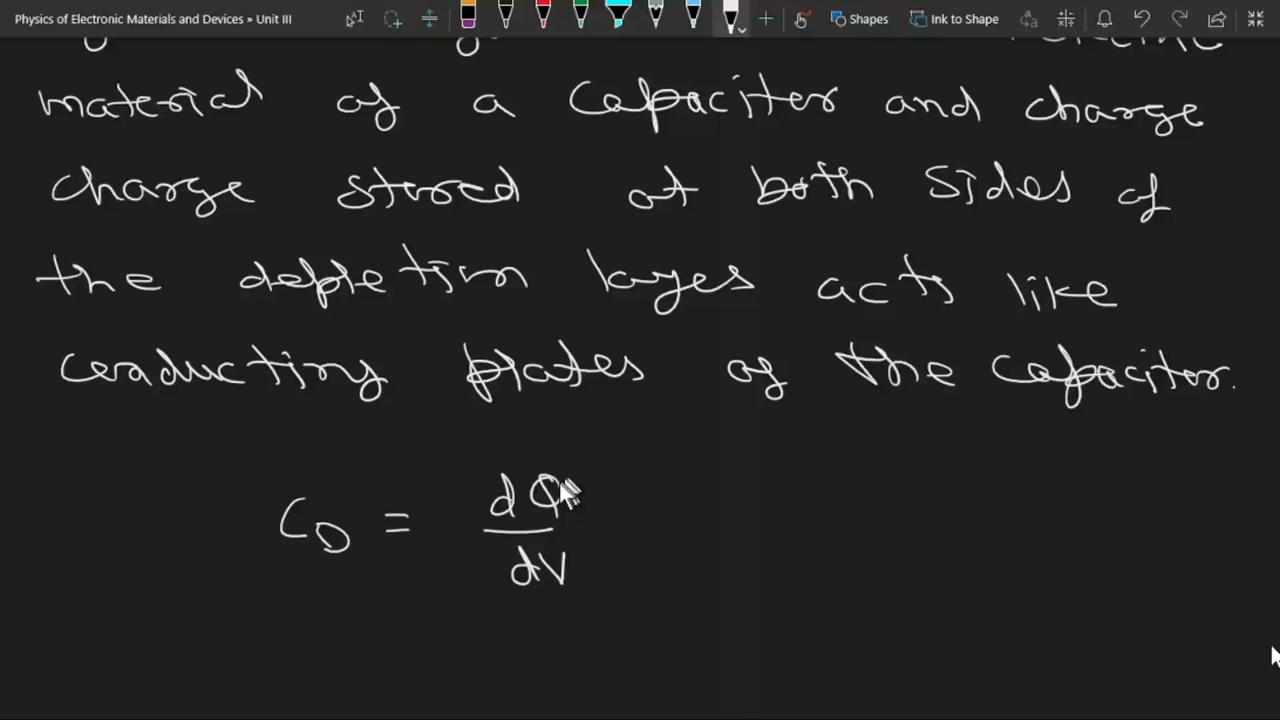 Physics of Electronic Materials and Devices » Unit III
Shapes
Ink to Shape
material of a capacitor and charge
charge stored at both sides of
the depletion layes acts like
conducting plates of the capacitor.
C_D = dQ/dV